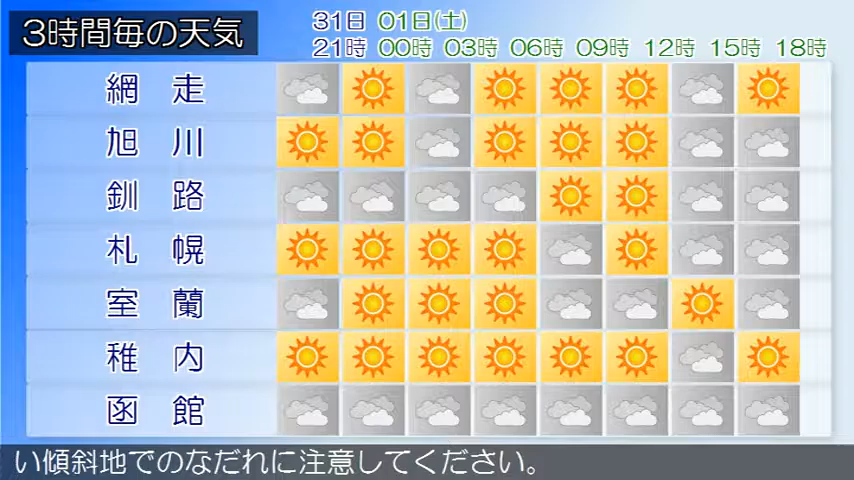 3時間毎の天気
31日 01日(土)
21時 00時 03時 06時 09時 12時 15時 18時
網走
旭川
釧路
札幌
室蘭
稚内
函館
い傾斜地でのなだれに注意してください。